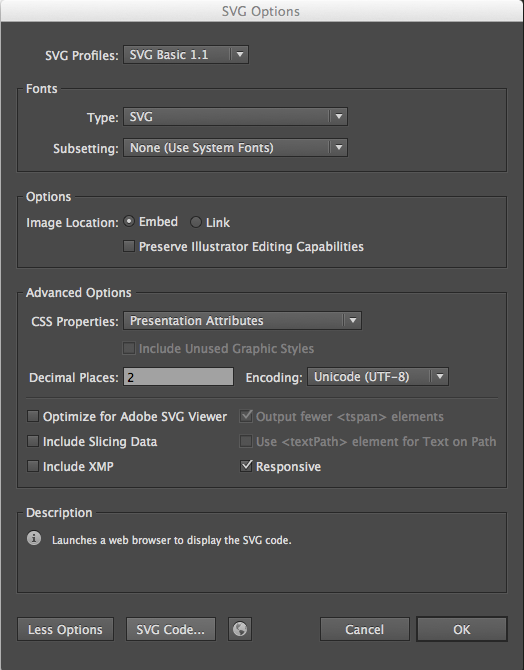 SVG Options
SVG Profiles: SVG Basic 1.1
Fonts
Type: SVG
Subsetting: None (Use System Fonts)
Options
Image Location: Embed Link
Preserve Illustrator Editing Capabilities
Advanced Options
CSS Properties: Presentation Attributes
Include Unused Graphic Styles
Decimal Places: 2 Encoding: Unicode (UTF-8)
Optimize for Adobe SVG Viewer Output fewer <tspan> elements
Include Slicing Data Use <textPath> element for Text on Path
Include XMP Responsive
Description
Launches a web browser to display the SVG code.
Less Options SVG Code... Cancel OK